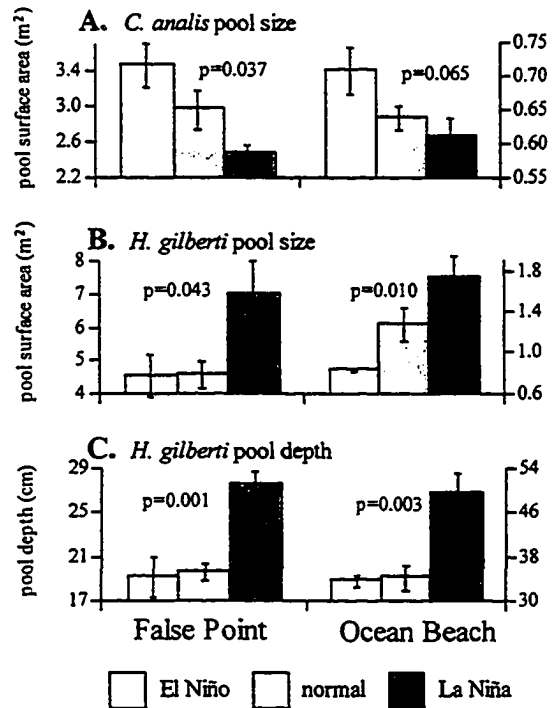 A. C. analis pool size
pool surface area (m²)
3.4
3.0
2.6
2.2
p=0.037
p=0.065
0.75
0.70
0.65
0.60
0.55
B. H. gilberti pool size
pool surface area (m²)
8
7
6
5
4
p=0.043
p=0.010
1.8
1.4
1.0
0.6
C. H. gilberti pool depth
pool depth (cm)
29
25
21
17
p=0.001
p=0.003
54
46
38
30
False Point Ocean Beach
El Niño normal La Niña